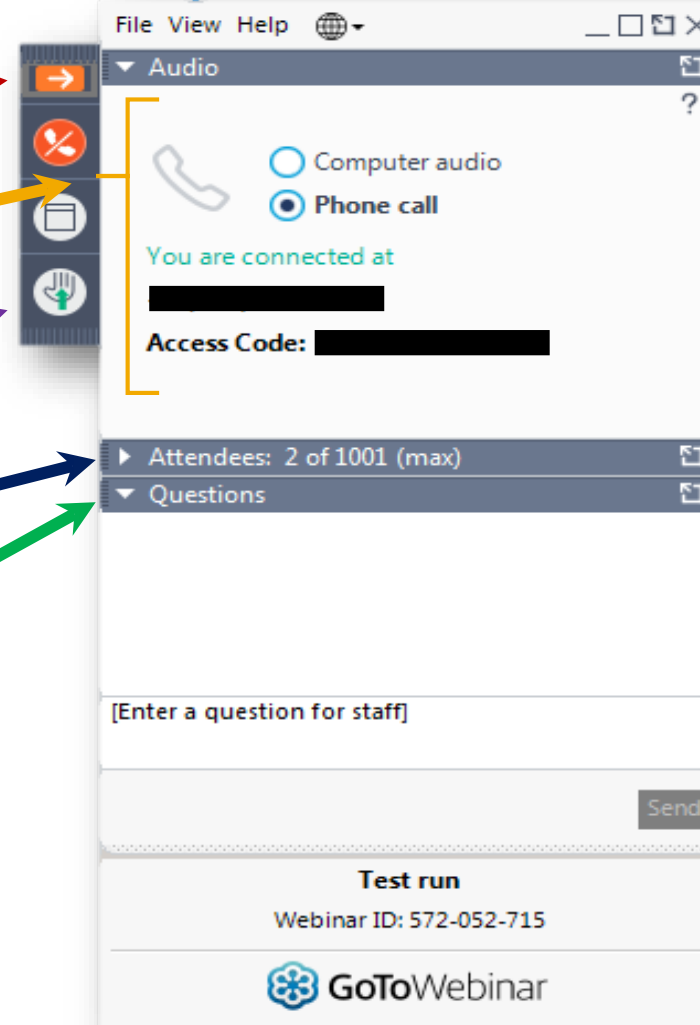 File View Help
Audio
?
Computer audio
Phone call
You are connected at
Access Code:
Attendees: 2 of 1001 (max)
Questions
[Enter a question for staff]
Send
Test run
Webinar ID: 572-052-715
GoToWebinar